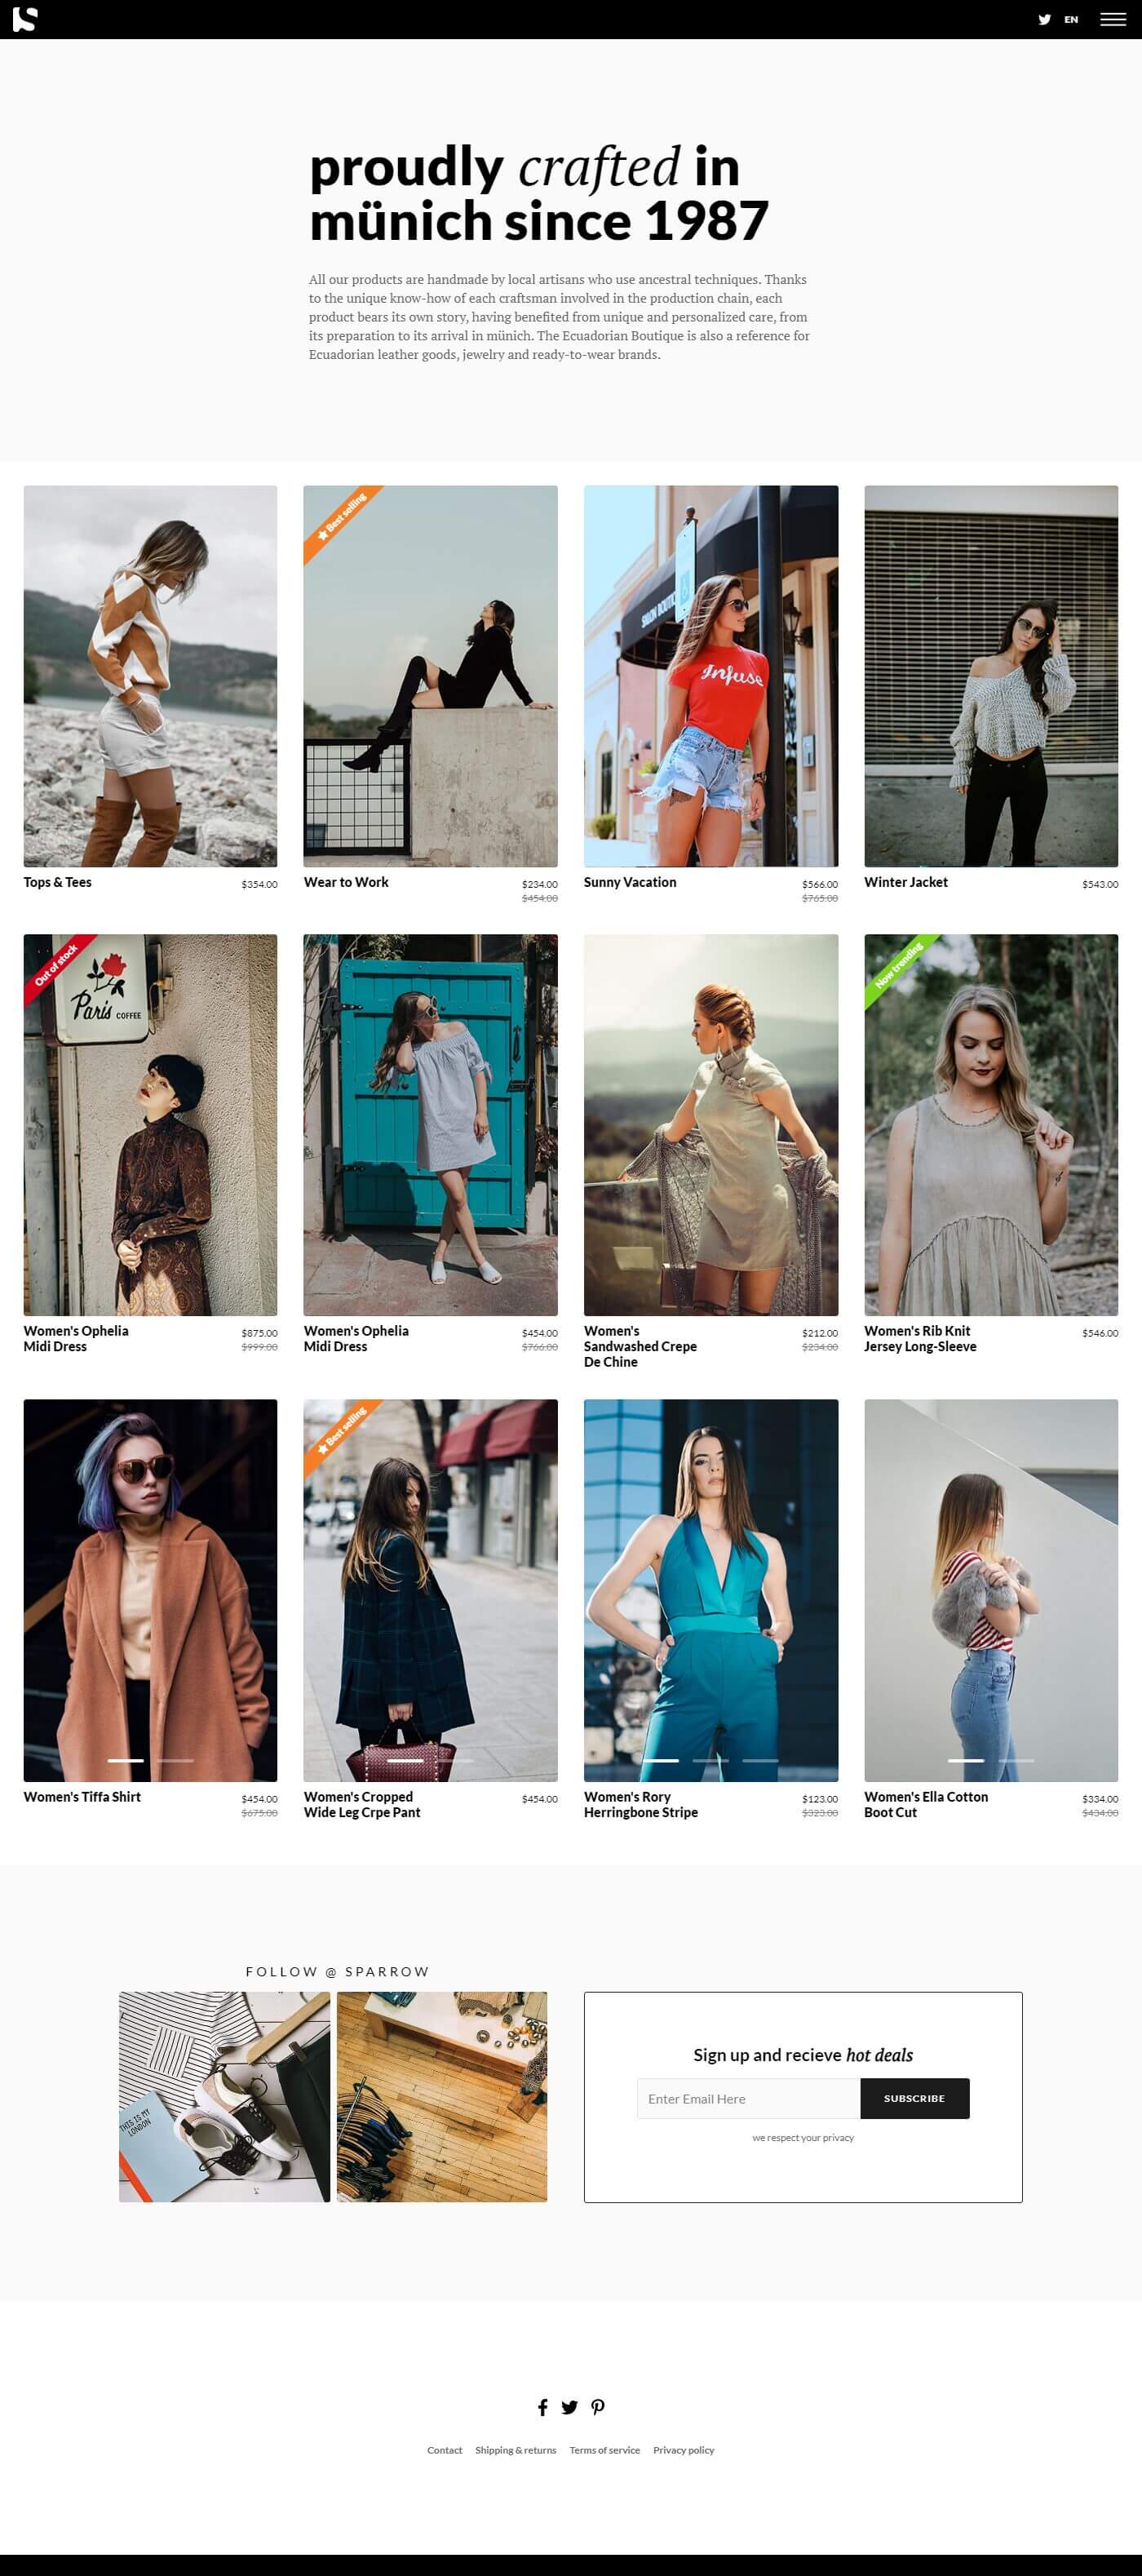 EN
proudly crafted in
münich since 1987
All our products are handmade by local artisans who use ancestral techniques. Thanks
to the unique know-how of each craftsman involved in the production chain, each
product bears its own story, having benefited from unique and personalized care, from
its preparation to its arrival in münich. The Ecuadorian Boutique is also a reference for
Ecuadorian leather goods, jewelry and ready-to-wear brands.
Best selling
SALON BOUTIQ
Infuse
Tops & Tees
$354.00
Wear to Work
$234.00
$454.00
Sunny Vacation
$566.00
$765.00
Winter Jacket
$543.00
Out of stock
Paris COFFEE
Now trending
Women's Ophelia
Midi Dress
$875.00
$999.00
Women's Ophelia
Midi Dress
$454.00
$766.00
Women's
Sandwashed Crepe
De Chine
$212.00
$234.00
Women's Rib Knit
Jersey Long-Sleeve
$546.00
Best selling
Women's Tiffa Shirt
$454.00
$675.00
Women's Cropped
Wide Leg Crpe Pant
$454.00
Women's Rory
Herringbone Stripe
$123.00
$323.00
Women's Ella Cotton
Boot Cut
$334.00
$434.00
FOLLOW @ SPARROW
THIS IS MY
LONDON
Sign up and recieve hot deals
Enter Email Here
SUBSCRIBE
we respect your privacy
Contact
Shipping & returns
Terms of service
Privacy policy